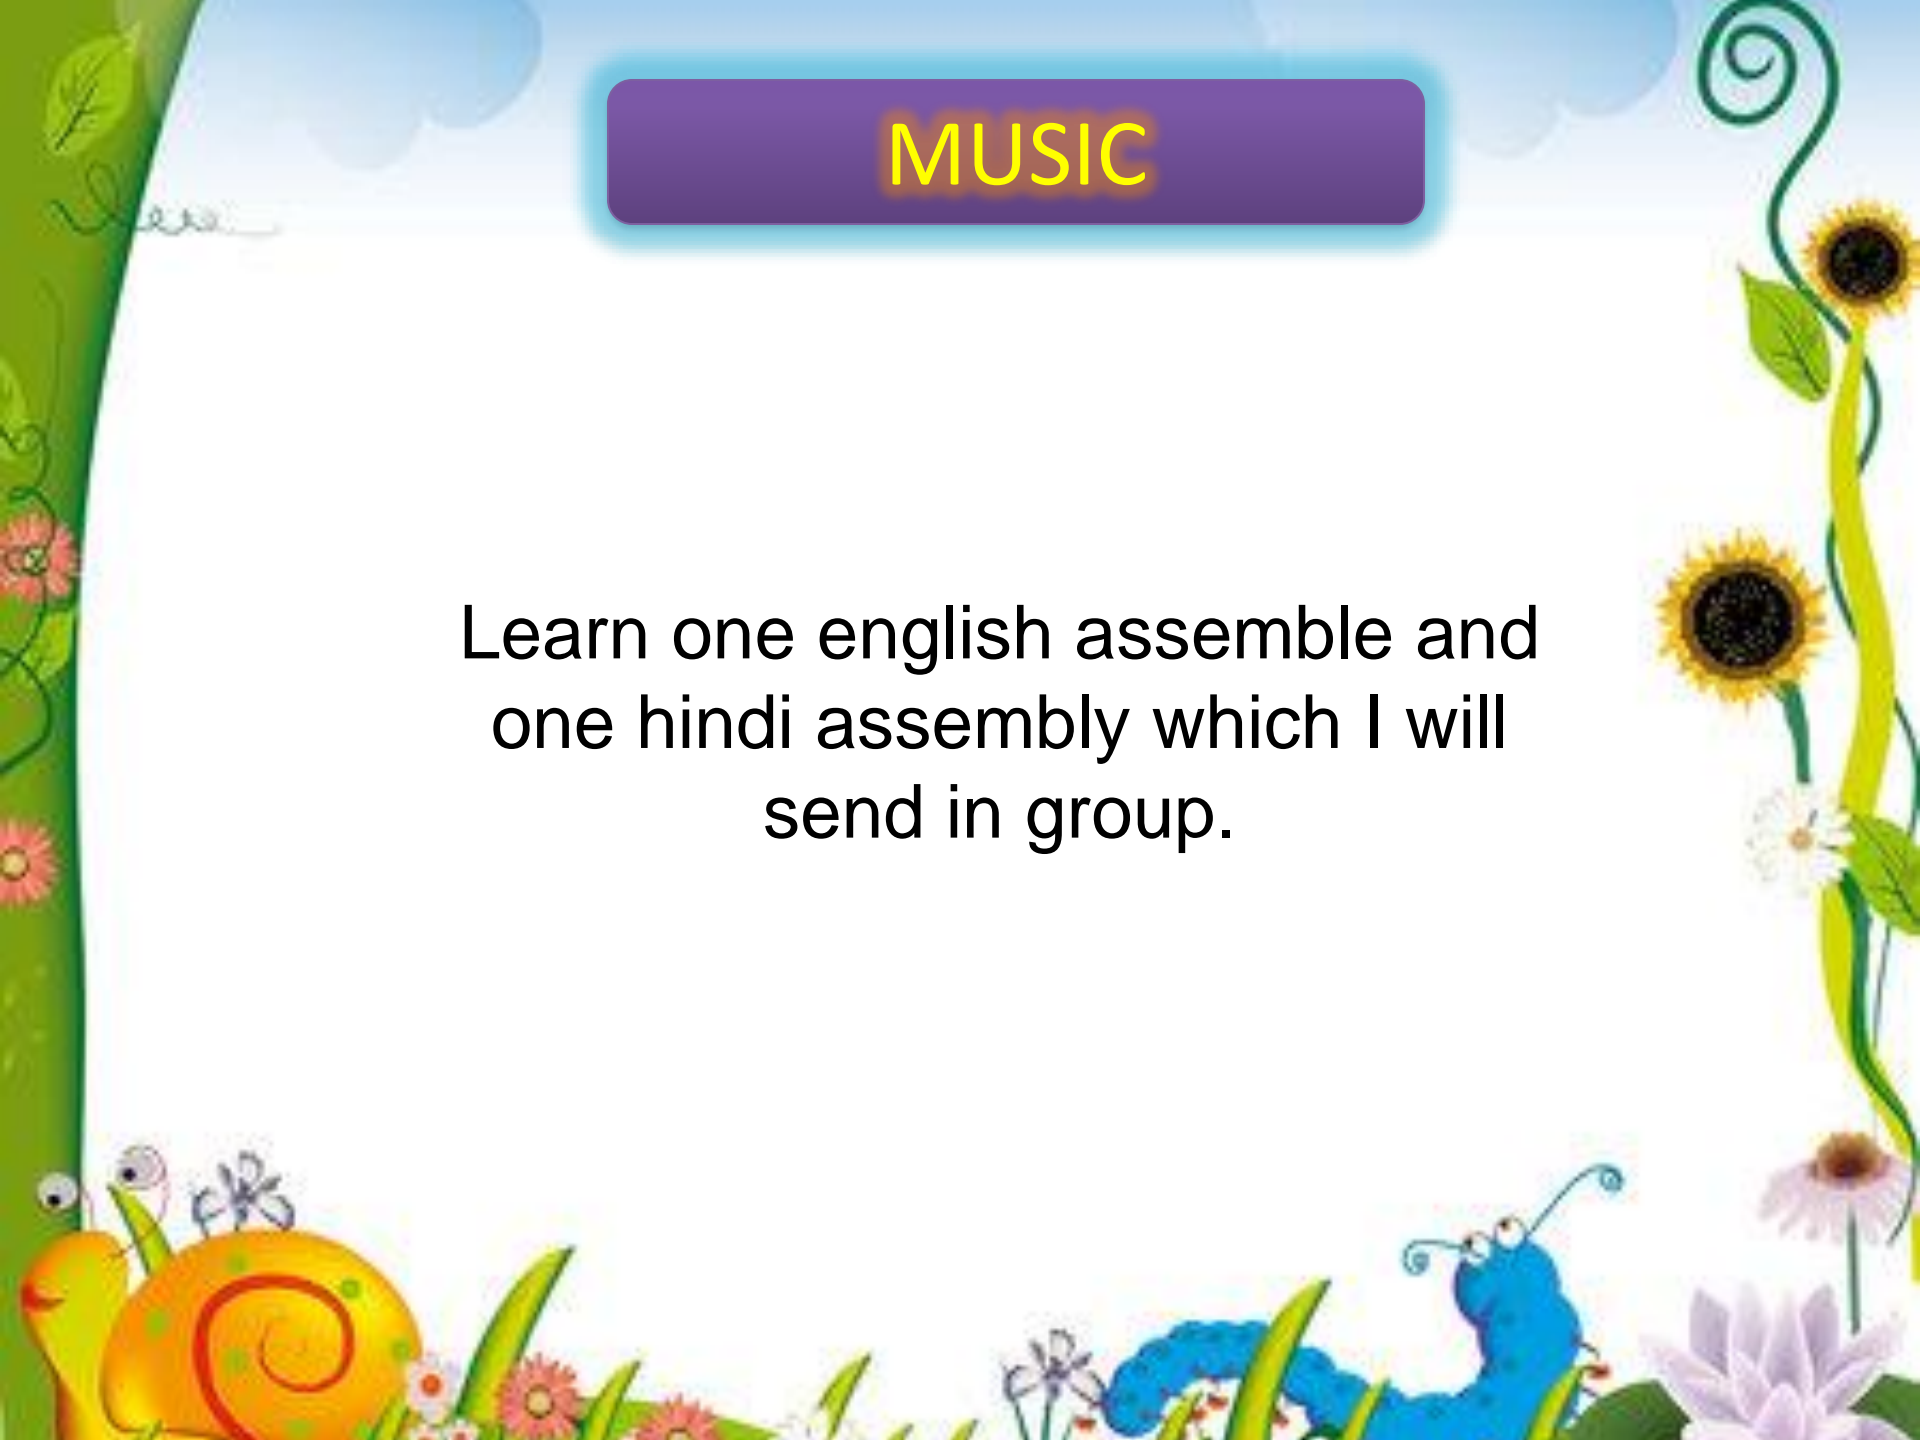 MUSIC
Learn one english assemble and
one hindi assembly which I will
send in group.